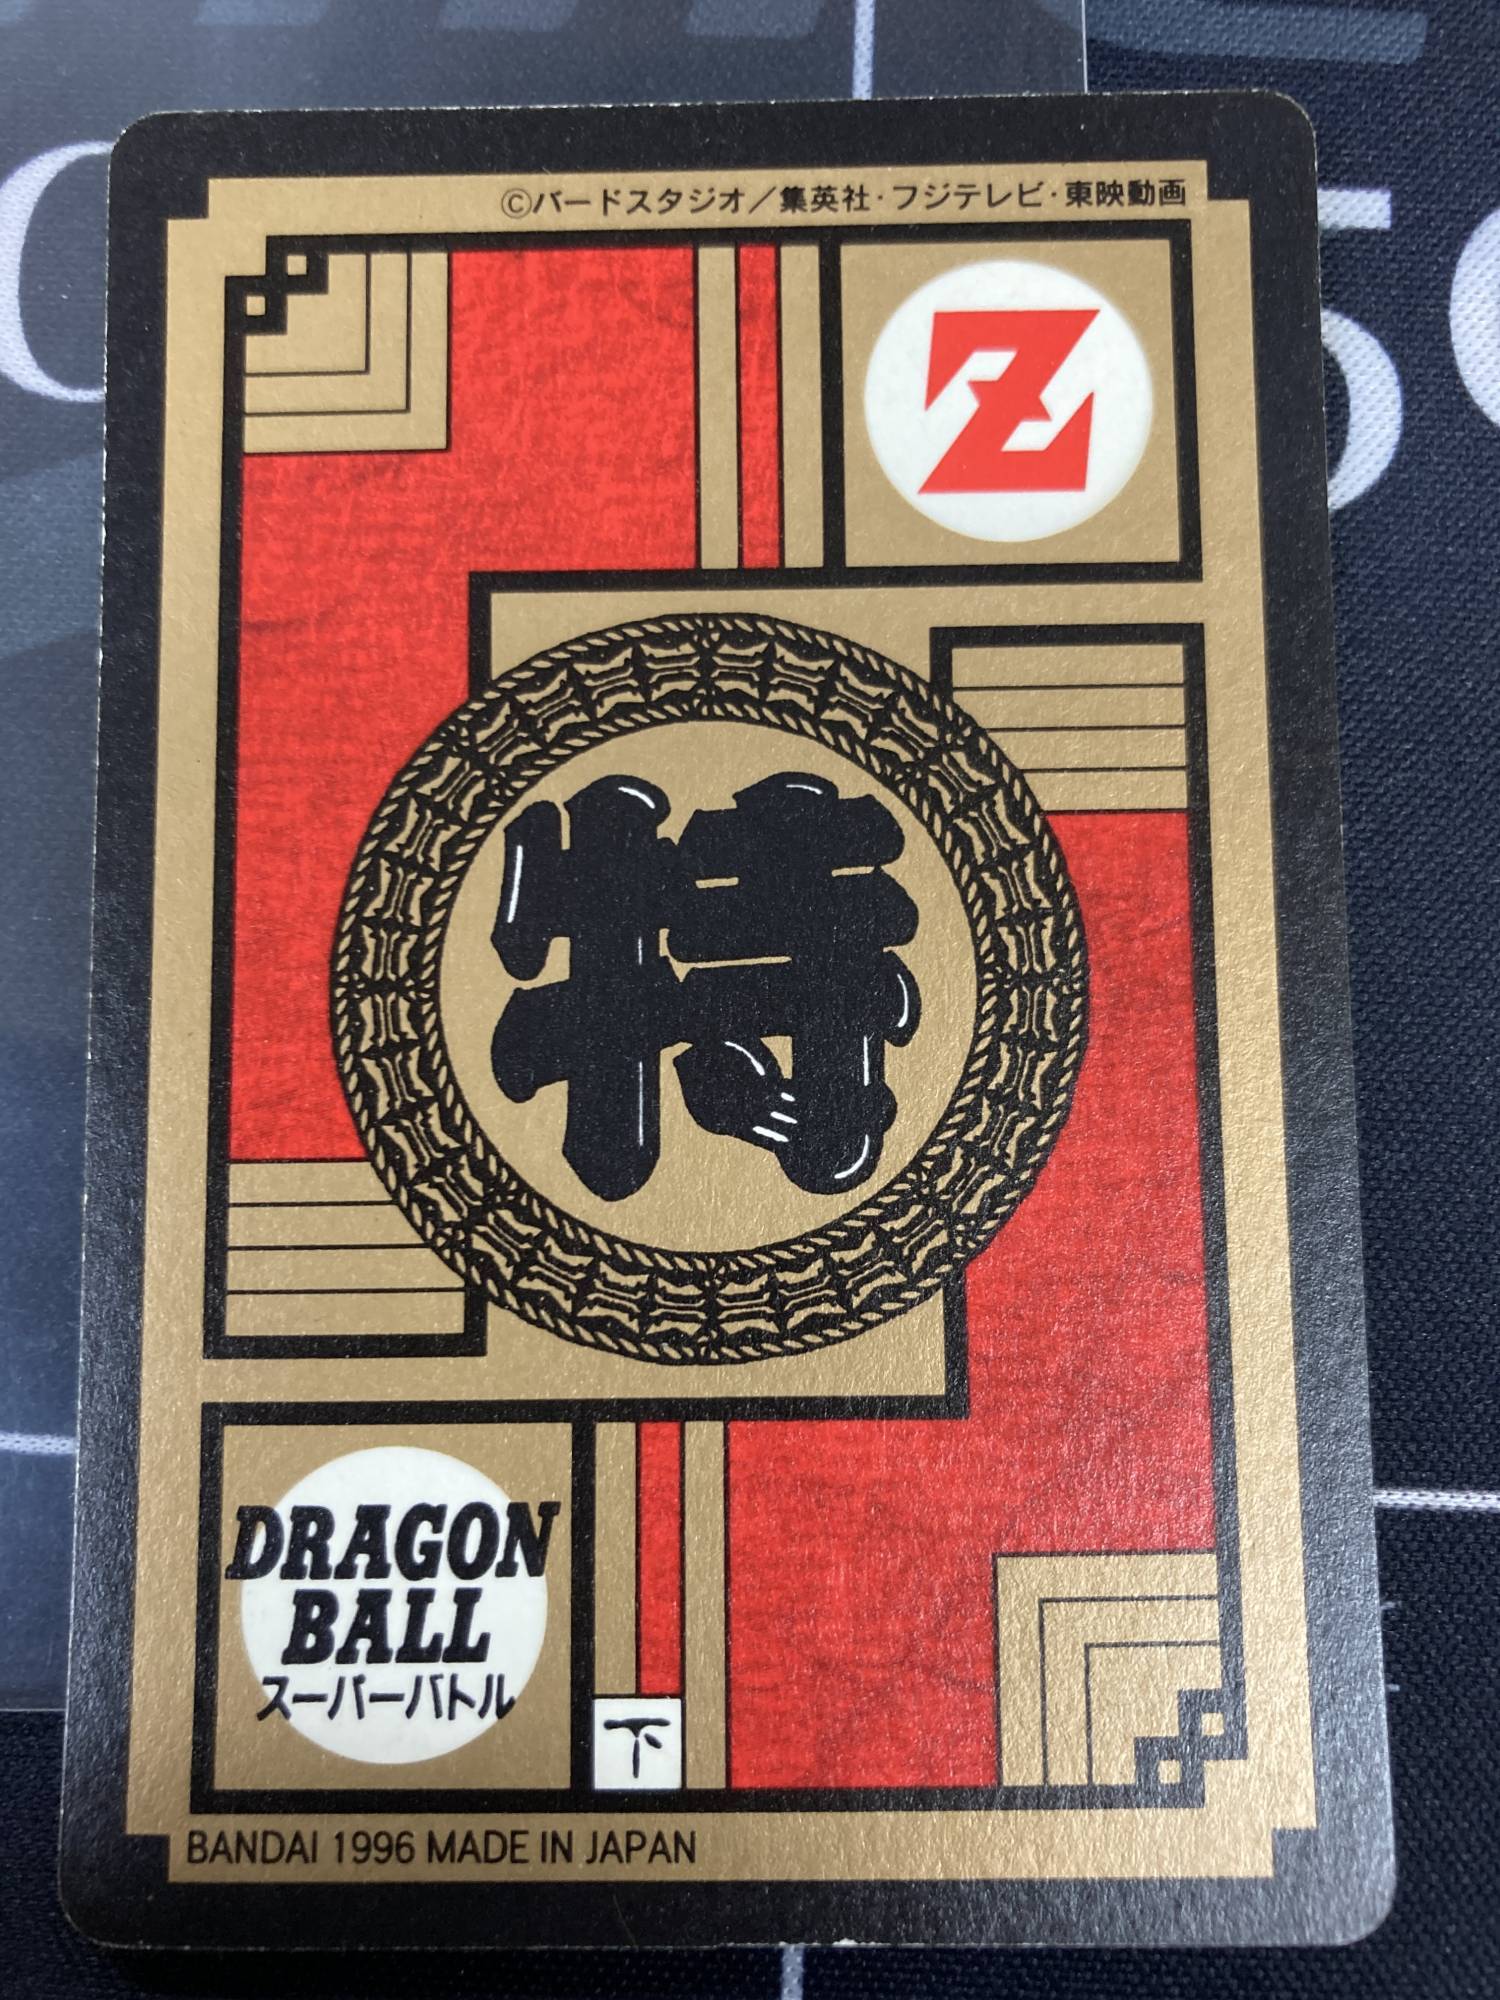 ©バードスタジオ／集英社・フジテレビ・東映動画
Z
特
DRAGON
BALL
スーパーバトル
下
BANDAI 1996 MADE IN JAPAN